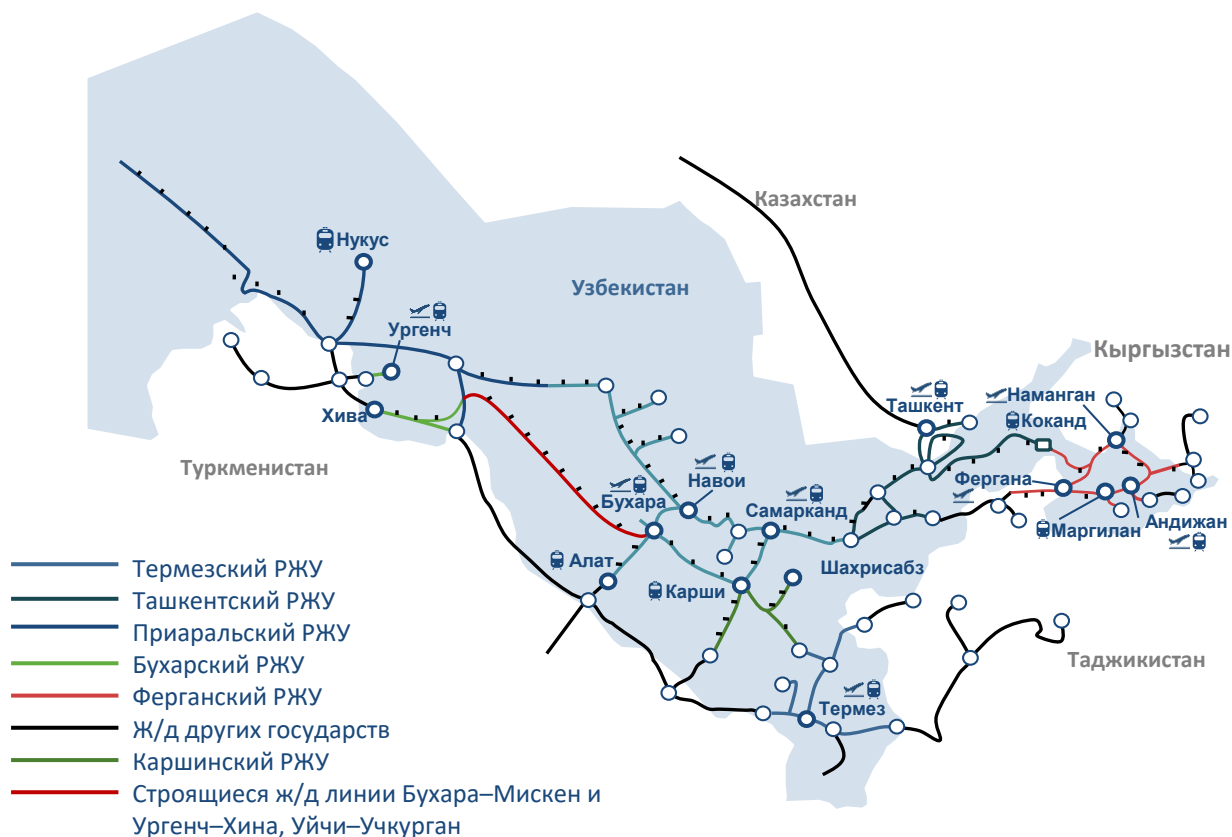 Казахстан
Нукус
Узбекистан
Ургенч
Кыргызстан
Наманган
Ташкент
Коканд
Хива
Туркменистан
Навои
Фергана
Бухара
Самарканд
Андижан
Маргилан
Алат
Шахрисабз
Карши
Таджикистан
Термез
Термезский РЖУ
Ташкентский РЖУ
Приаральский РЖУ
Бухарский РЖУ
Ферганский РЖУ
Ж/д других государств
Каршинский РЖУ
Строящиеся ж/д линии Бухара–Мискен и
Ургенч–Хина, Уйчи–Учкурган